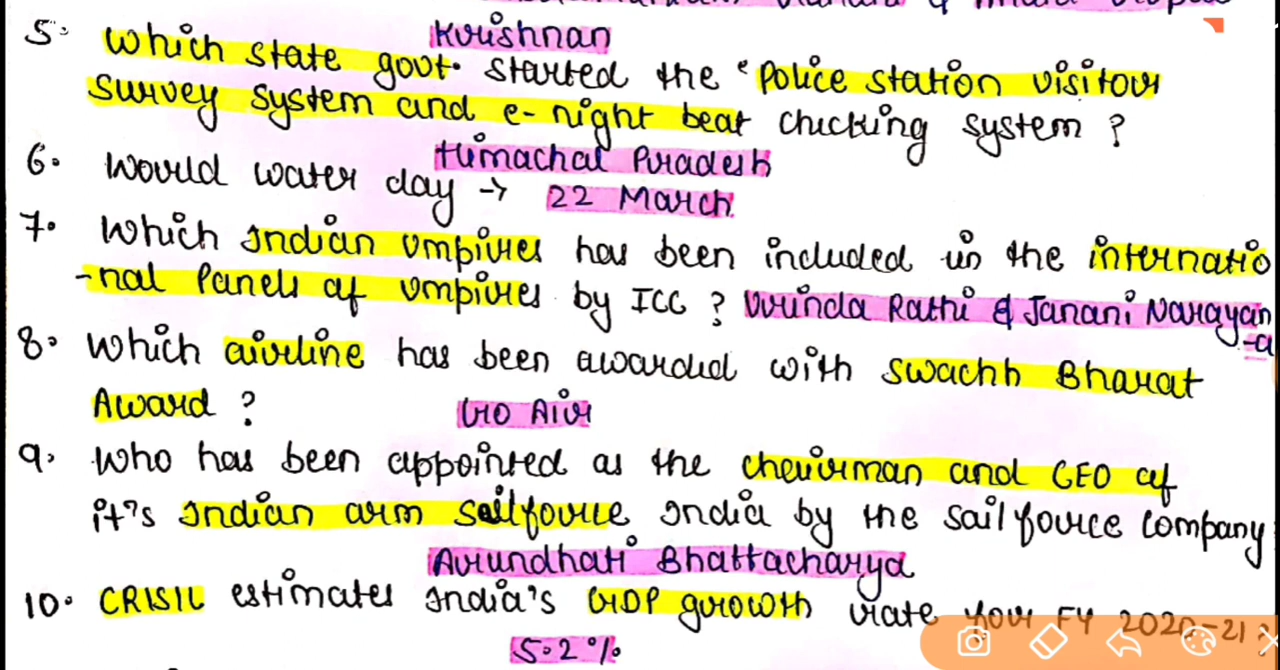 Krishnan
5. Which state govt. started the "Police station visitor
survey system and e-night beat chicking system ?
Himachal Pradesh
6. World water day → 22 March
7. Which Indian umpires has been included in the internatio
-nal Panels of umpires by ICC ? Vrinda Rathi & Janani Narayan
-a
8. Which airline has been awarded with swachh Bharat
Award ? Go Air
9. Who has been appointed as the chairman and CEO of
it's Indian arm sailforce India by the sailforce company
Arundhati Bhattacharya
10. CRISIL estimates India's GDP growth rate for FY 2020-21?
5.2%